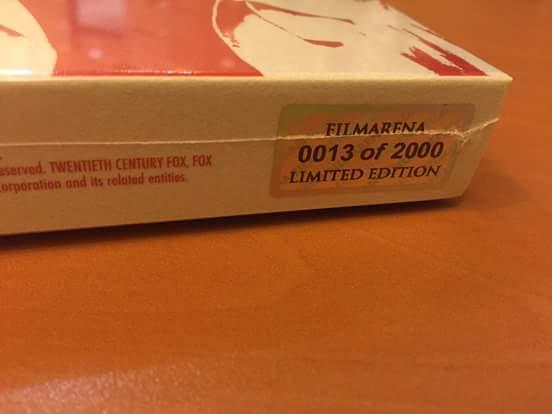 served. TWENTIETH CENTURY FOX, FOX
orporation and its related entities.
FILMARENA
0013 of 2000
LIMITED EDITION